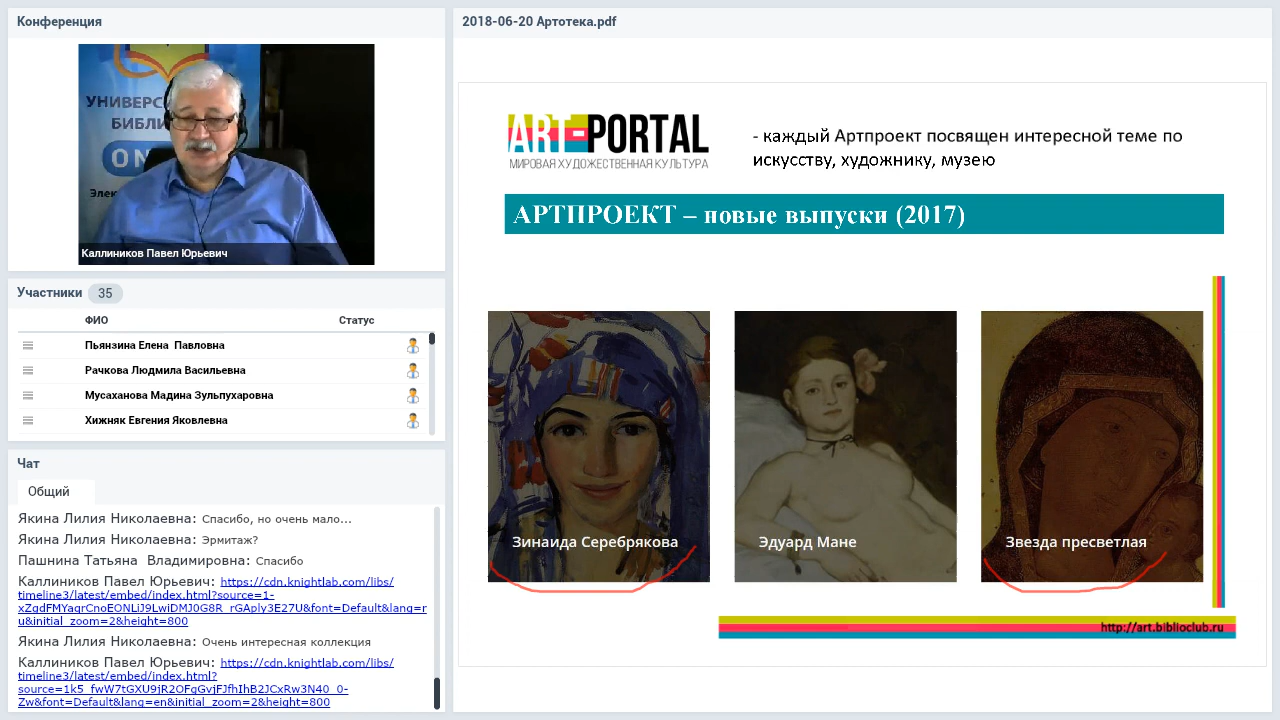 Конференция
УНИВЕРС
БИБЛИ
ON
Элек
Каллиников Павел Юрьевич
Участники 35
ФИО Статус
Пьянзина Елена Павловна
Рачкова Людмила Васильевна
Мусаханова Мадина Зульпухаровна
Хижняк Евгения Яковлевна
Чат
Общий
Якина Лилия Николаевна: Спасибо, но очень мало...
Якина Лилия Николаевна: Эрмитаж?
Пашнина Татьяна Владимировна: Спасибо
Каллиников Павел Юрьевич: https://cdn.knightlab.com/libs/
timeline3/latest/embed/index.html?source=1-
xZgdFMYaqrCnoEONLiJ9LwiDMJ0G8R_rGAply3E27U&font=Default&lang=r
u&initial_zoom=2&height=800
Якина Лилия Николаевна: Очень интересная коллекция
Каллиников Павел Юрьевич: https://cdn.knightlab.com/libs/
timeline3/latest/embed/index.html?
source=1k5_fwW7tGXU9jR2OFgGvjFJfhIhB2JCxRw3N40_0-
Zw&font=Default&lang=en&initial_zoom=2&height=800
2018-06-20 Артотека.pdf
ART-PORTAL
МИРОВАЯ ХУДОЖЕСТВЕННАЯ КУЛЬТУРА
- каждый Артпроект посвящен интересной теме по
искусству, художнику, музею
АРТПРОЕКТ – новые выпуски (2017)
Зинаида Серебрякова
Эдуард Мане
Звезда пресветлая
http://art.biblioclub.ru